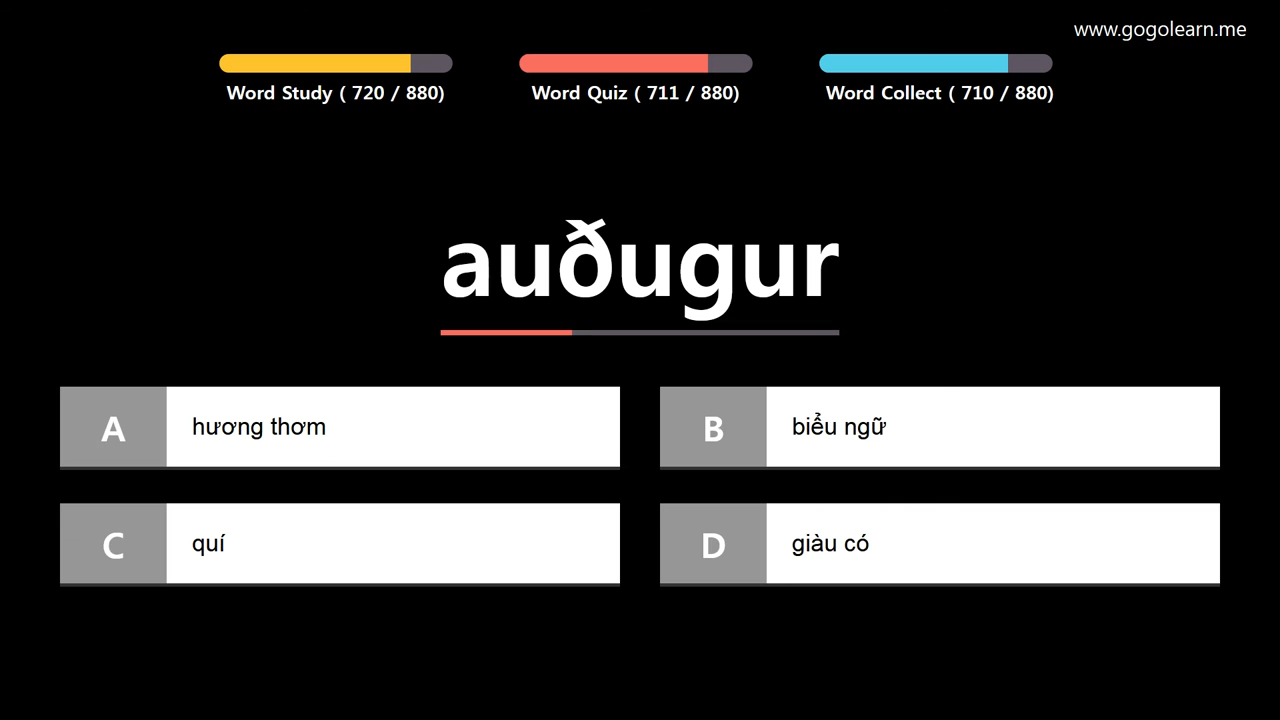 www.gogolearn.me
Word Study ( 720 / 880)
Word Quiz ( 711 / 880)
Word Collect ( 710 / 880)
auðugur
A hương thơm
B biểu ngữ
C quí
D giàu có